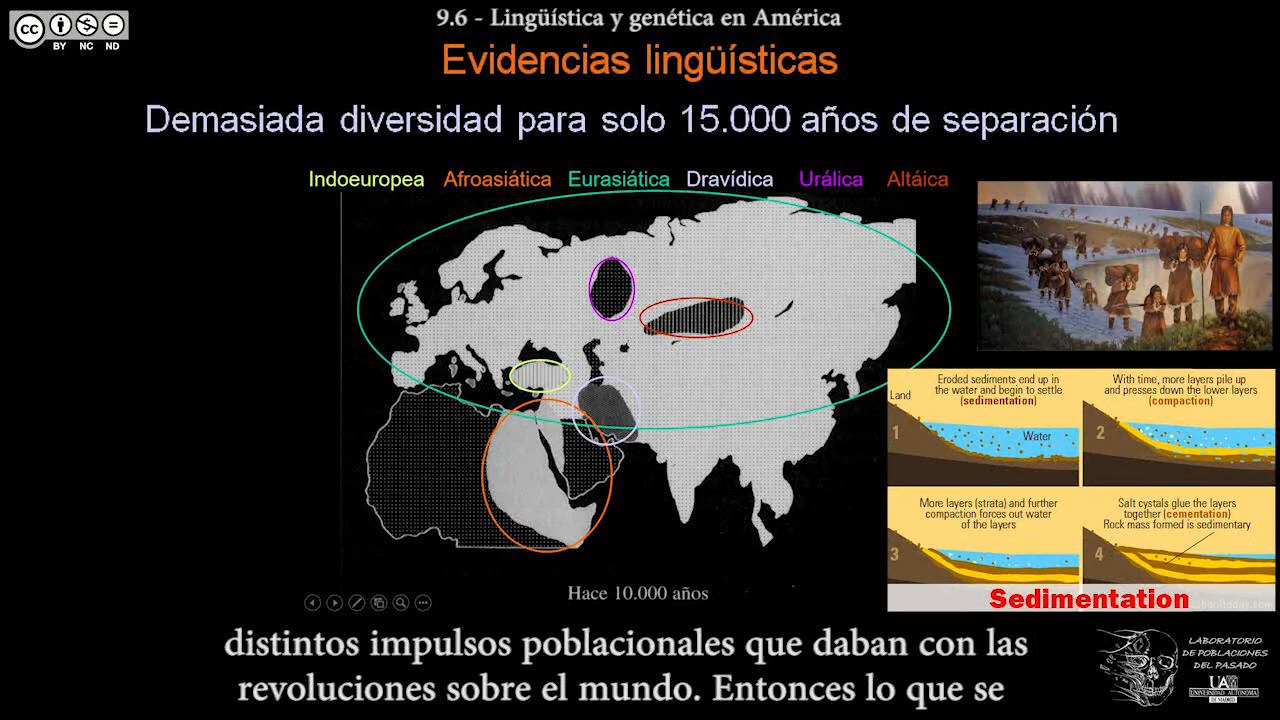 9.6 - Lingüística y genética en América
cc
BY NC ND
Evidencias lingüísticas
Demasiada diversidad para solo 15.000 años de separación
Indoeuropea Afroasiática Eurasiática Dravídica Urálica Altáica
Eroded sediments end up in
the water and begin to settle
(sedimentation)
Land
Water
1
With time, more layers pile up
and presses down the lower layers
(compaction)
2
More layers (strata) and further
compaction forces out water
of the layers
3
Salt cystals glue the layers
together (cementation)
Rock mass formed is sedimentary
4
Sedimentation
Hace 10.000 años
distintos impulsos poblacionales que daban con las
revoluciones sobre el mundo. Entonces lo que se
LABORATORIO
DE POBLACIONES
DEL PASADO
UAM
UNIVERSIDAD AUTONOMA
DE MADRID